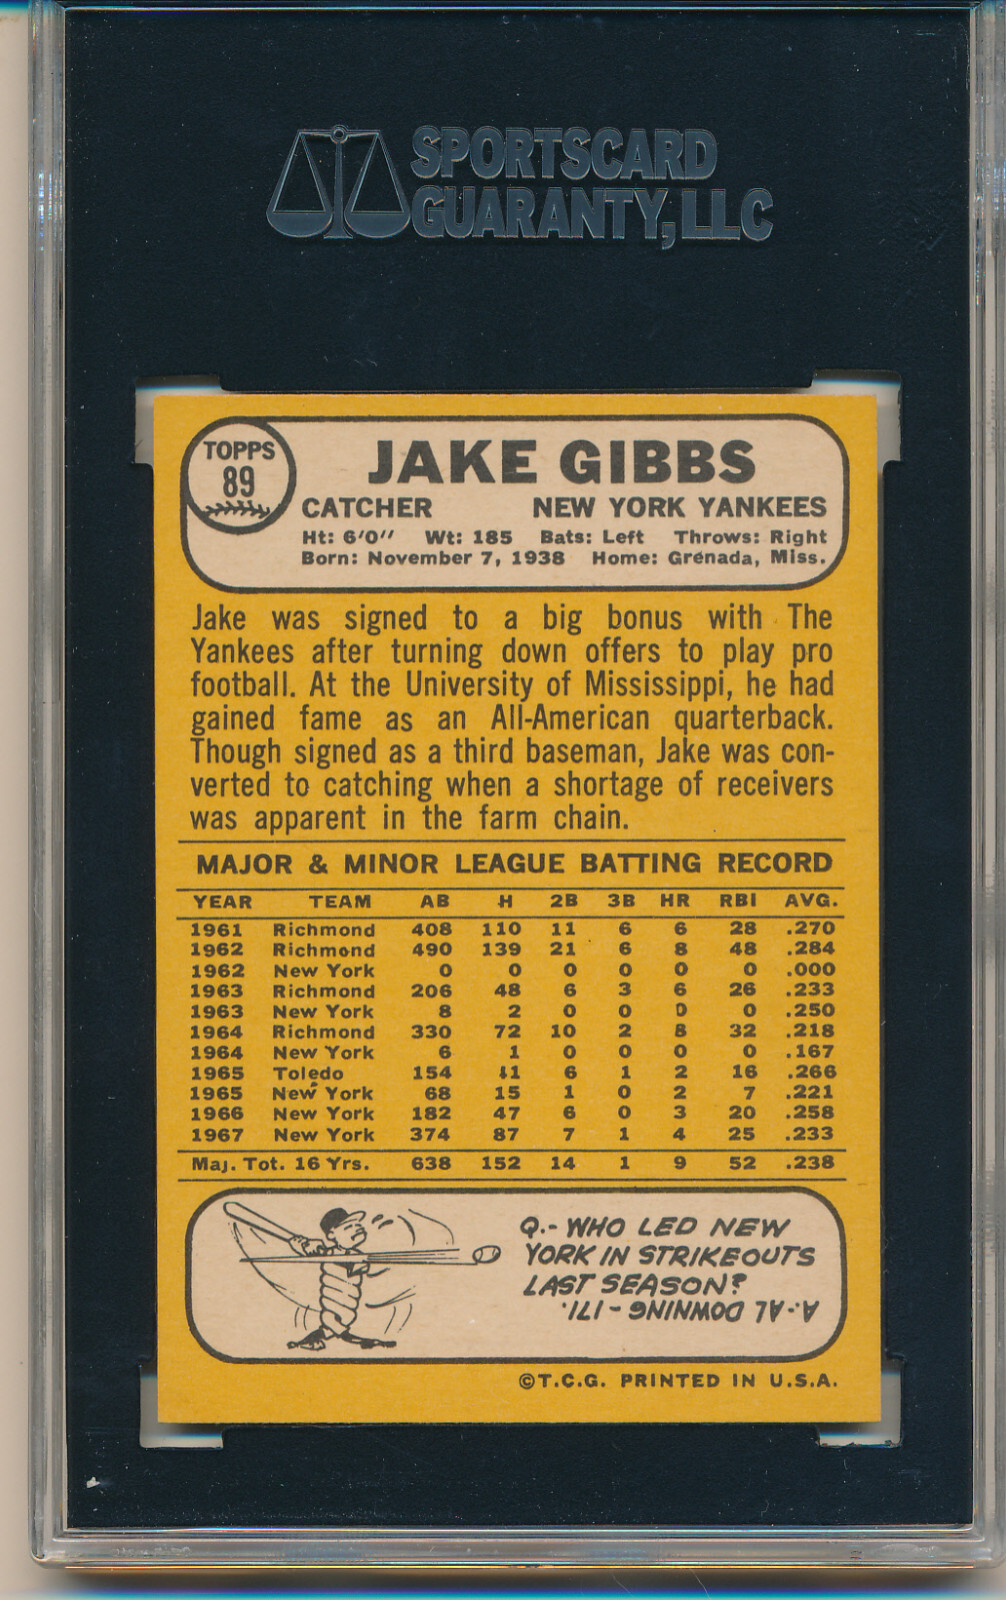 SPORTSCARD
GUARANTY, LLC
TOPPS
89
JAKE GIBBS
CATCHER NEW YORK YANKEES
Ht: 6'0" Wt: 185 Bats: Left Throws: Right
Born: November 7, 1938 Home: Grenada, Miss.
Jake was signed to a big bonus with The
Yankees after turning down offers to play pro
football. At the University of Mississippi, he had
gained fame as an All-American quarterback.
Though signed as a third baseman, Jake was con-
verted to catching when a shortage of receivers
was apparent in the farm chain.
MAJOR & MINOR LEAGUE BATTING RECORD
YEAR TEAM AB H 2B 3B HR RBI AVG.
1961 Richmond 408 110 11 6 6 28 .270
1962 Richmond 490 139 21 6 8 48 .284
1962 New York 0 0 0 0 0 0 .000
1963 Richmond 206 48 6 3 6 26 .233
1963 New York 8 2 0 0 0 0 .250
1964 Richmond 330 72 10 2 8 32 .218
1964 New York 6 1 0 0 0 0 .167
1965 Toledo 154 41 6 1 2 16 .266
1965 New York 68 15 1 0 2 7 .221
1966 New York 182 47 6 0 3 20 .258
1967 New York 374 87 7 1 4 25 .233
Maj. Tot. 16 Yrs. 638 152 14 1 9 52 .238
Q.- WHO LED NEW
YORK IN STRIKEOUTS
LAST SEASON?
A.- AL DOWNING - 171.
©T.C.G. PRINTED IN U.S.A.